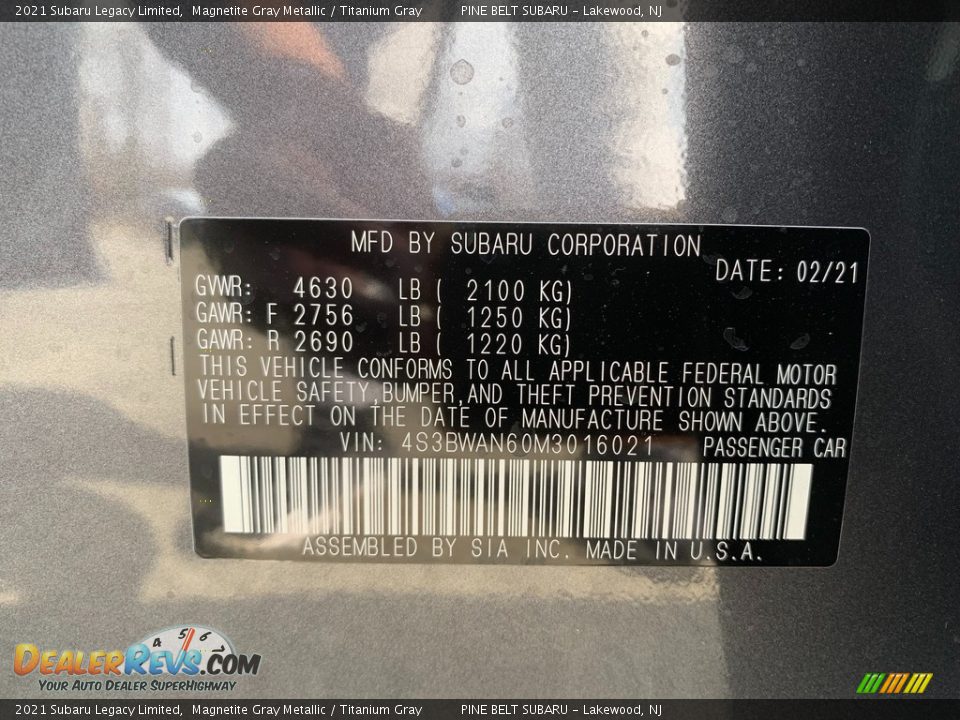 2021 Subaru Legacy Limited, Magnetite Gray Metallic / Titanium Gray PINE BELT SUBARU - Lakewood, NJ
MFD BY SUBARU CORPORATION
DATE: 02/21
GVWR: 4630 LB ( 2100 KG)
GAWR: F 2756 LB ( 1250 KG)
GAWR: R 2690 LB ( 1220 KG)
THIS VEHICLE CONFORMS TO ALL APPLICABLE FEDERAL MOTOR
VEHICLE SAFETY,BUMPER,AND THEFT PREVENTION STANDARDS
IN EFFECT ON THE DATE OF MANUFACTURE SHOWN ABOVE.
VIN: 4S3BWAN60M3016021 PASSENGER CAR
ASSEMBLED BY SIA INC. MADE IN U.S.A.
4 5 6 7
DEALERREVS.COM
YOUR AUTO DEALER SUPERHIGHWAY
2021 Subaru Legacy Limited, Magnetite Gray Metallic / Titanium Gray PINE BELT SUBARU - Lakewood, NJ